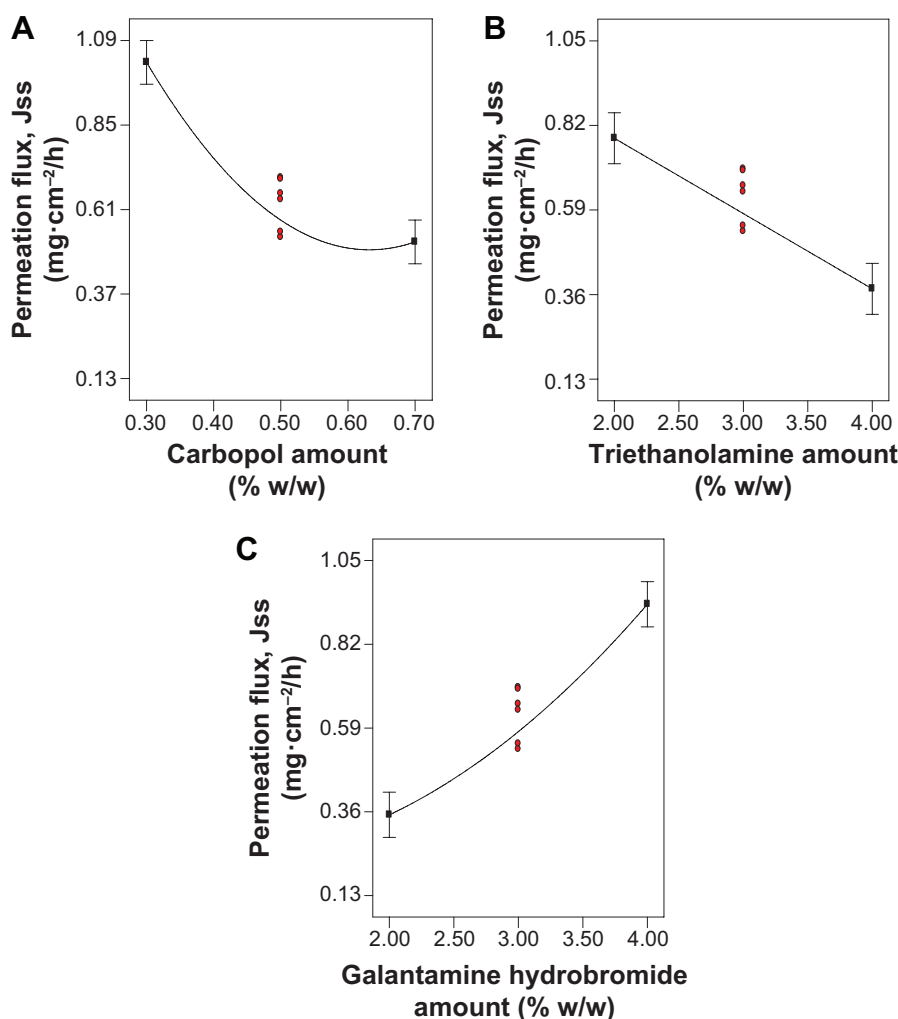 A
Permeation flux, Jss
(mg·cm⁻²/h)
1.09
0.85
0.61
0.37
0.13
0.30 0.40 0.50 0.60 0.70
Carbopol amount
(% w/w)
B
Permeation flux, Jss
(mg·cm⁻²/h)
1.05
0.82
0.59
0.36
0.13
2.00 2.50 3.00 3.50 4.00
Triethanolamine amount
(% w/w)
C
Permeation flux, Jss
(mg·cm⁻²/h)
1.05
0.82
0.59
0.36
0.13
2.00 2.50 3.00 3.50 4.00
Galantamine hydrobromide
amount (% w/w)